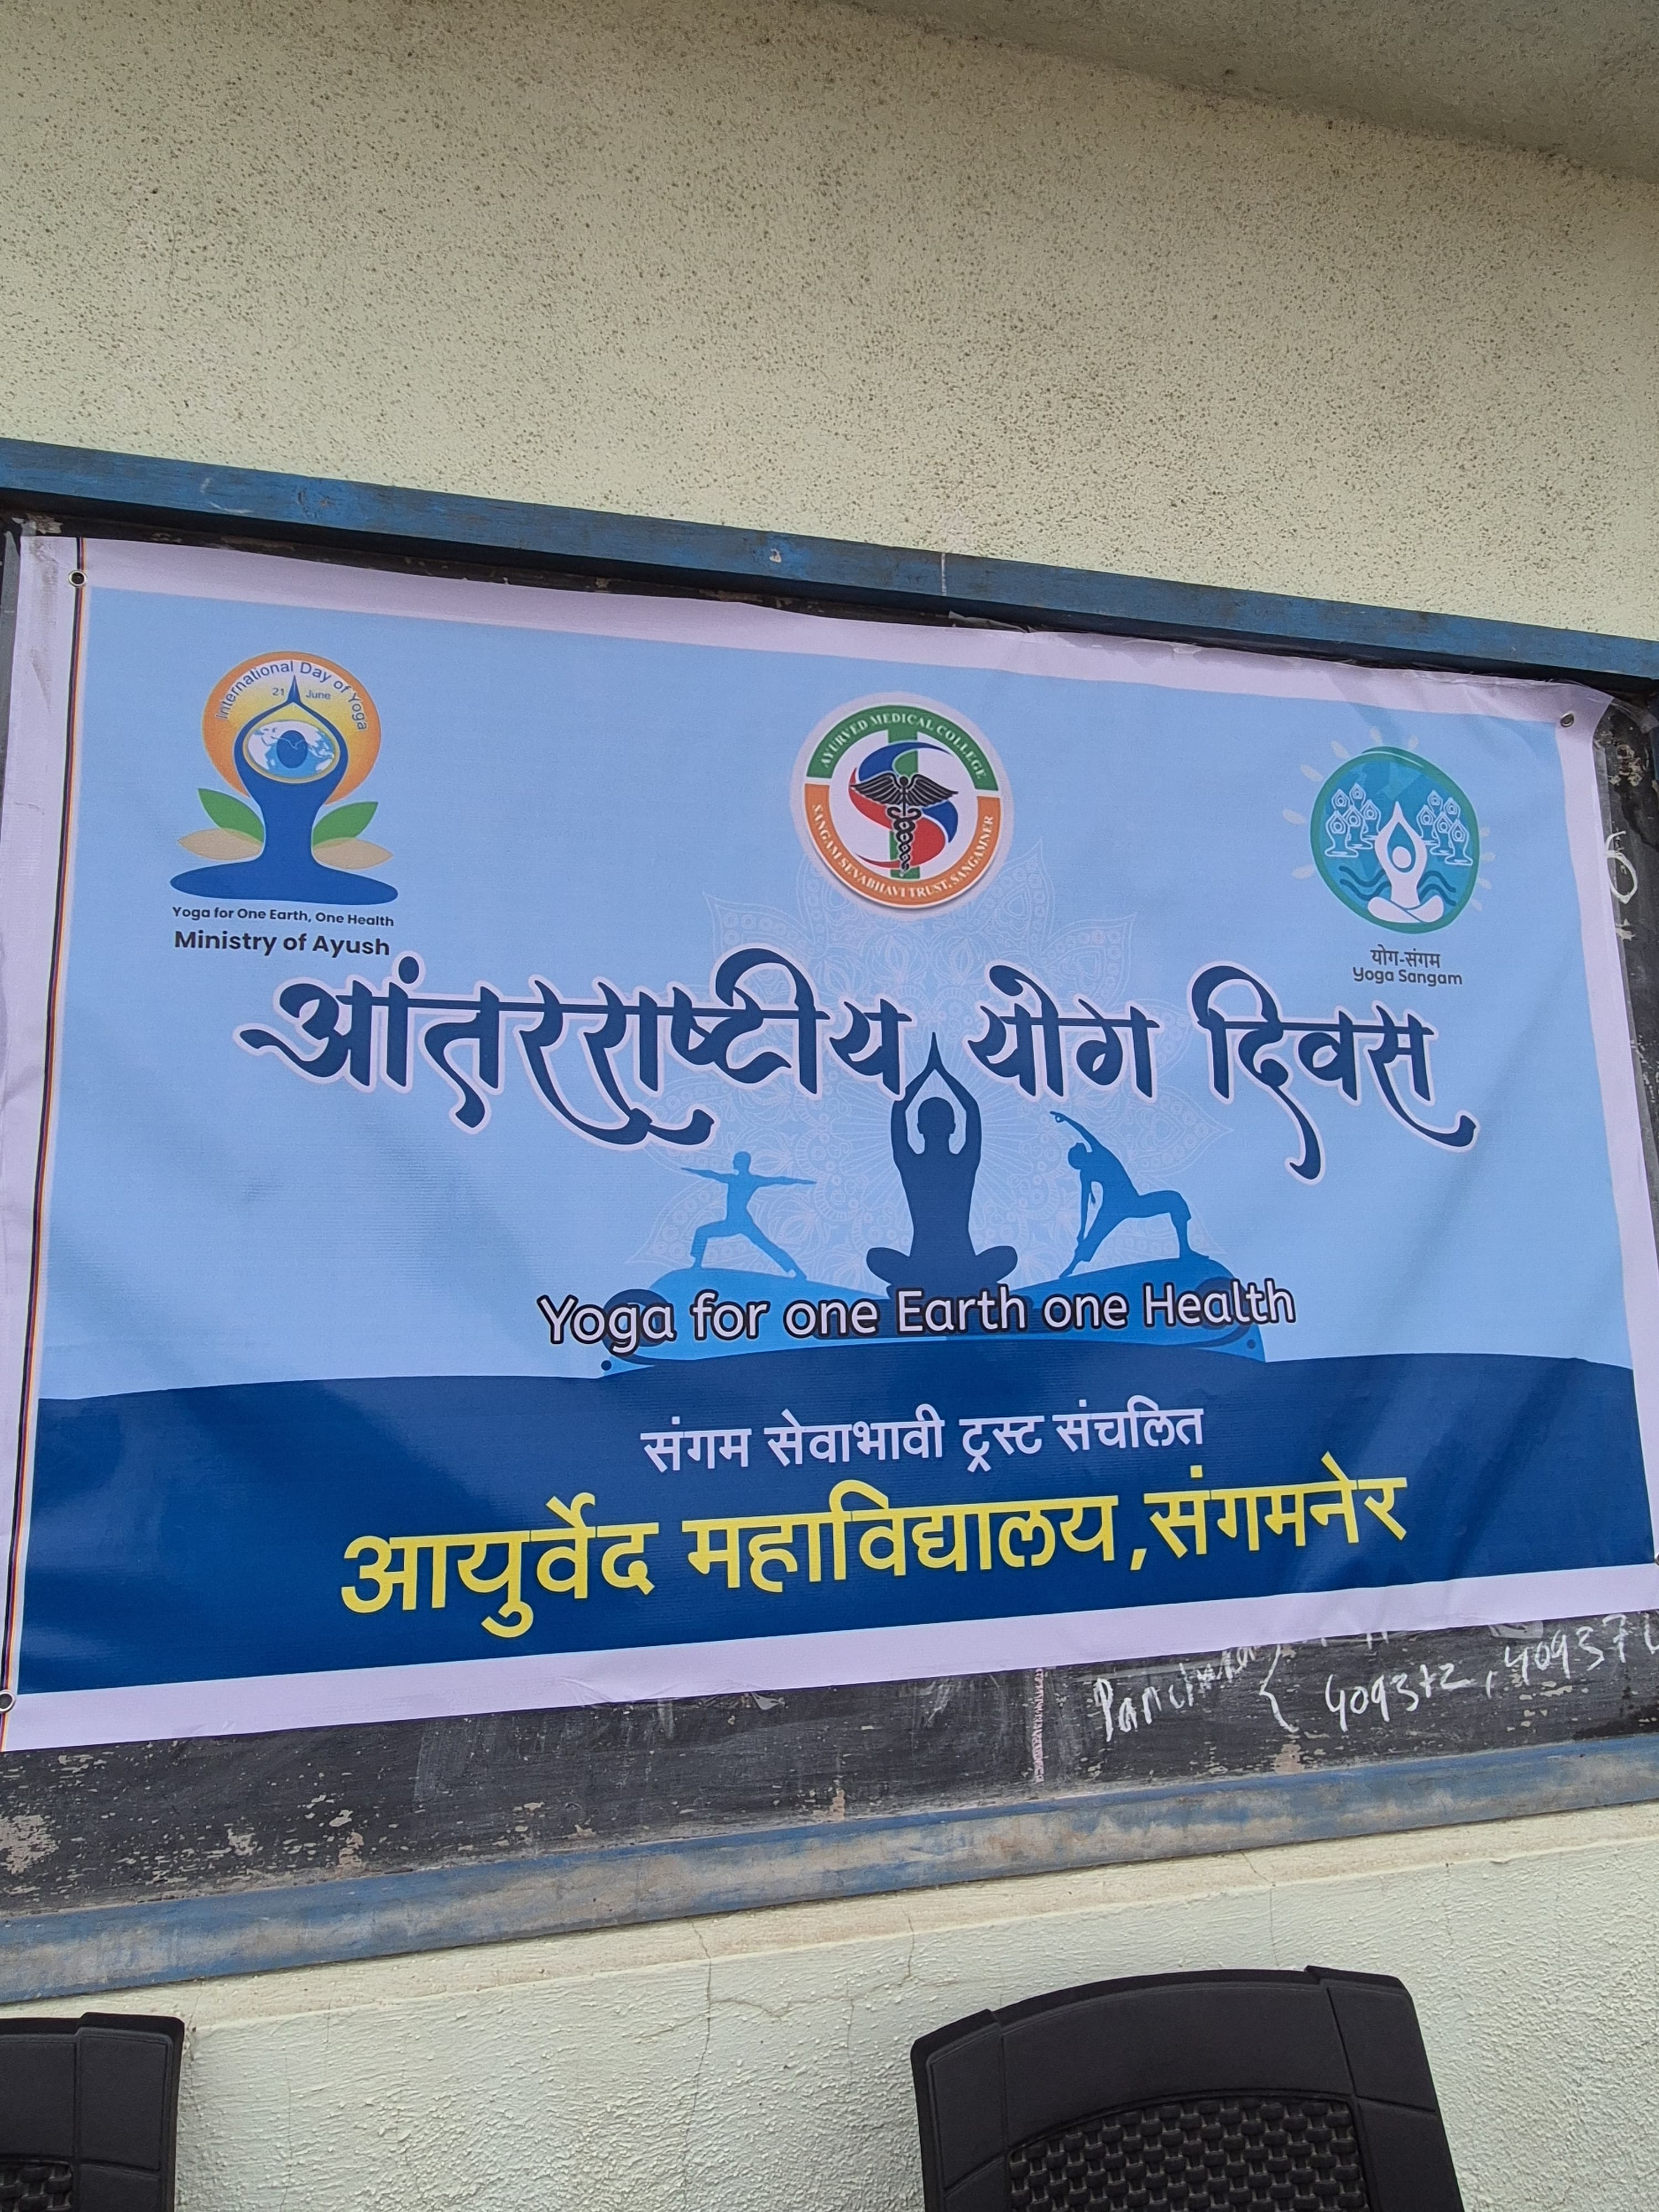 International Day of Yoga
21 June
Yoga for One Earth, One Health
Ministry of Ayush
AYURVED MEDICAL COLLEGE
SANGAM SEVABHAVI TRUST, SANGAMNER
योग-संगम
Yoga Sangam
आंतरराष्टीय योग दिवस
Yoga for one Earth one Health
संगम सेवाभावी ट्रस्ट संचलित
आयुर्वेद महाविद्यालय,संगमनेर